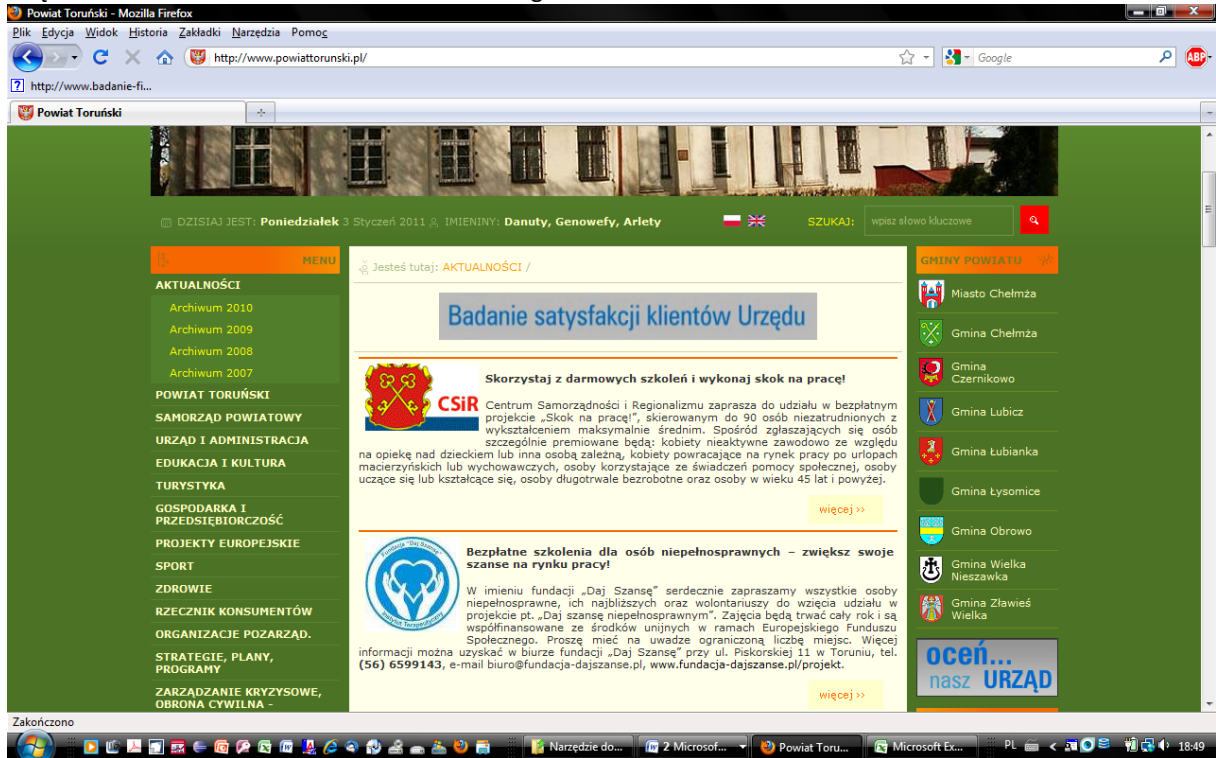 Powiat Toruński - Mozilla Firefox
Plik Edycja Widok Historia Zakładki Narzędzia Pomoc
http://www.powiattorunski.pl/
Google
ABP
http://www.badanie-fi...
Powiat Toruński
DZISIAJ JEST: Poniedziałek 3 Styczeń 2011 IMIENINY: Danuty, Genowefy, Arlety
SZUKAJ: wpisz słowo kluczowe
MENU
AKTUALNOŚCI
Archiwum 2010
Archiwum 2009
Archiwum 2008
Archiwum 2007
POWIAT TORUŃSKI
SAMORZĄD POWIATOWY
URZĄD I ADMINISTRACJA
EDUKACJA I KULTURA
TURYSTYKA
GOSPODARKA I
PRZEDSIĘBIORCZOŚĆ
PROJEKTY EUROPEJSKIE
SPORT
ZDROWIE
RZECZNIK KONSUMENTÓW
ORGANIZACJE POZARZĄD.
STRATEGIE, PLANY,
PROGRAMY
ZARZĄDZANIE KRYZYSOWE,
OBRONA CYWILNA -
Jesteś tutaj: AKTUALNOŚCI /
Badanie satysfakcji klientów Urzędu
CSiR
Skorzystaj z darmowych szkoleń i wykonaj skok na pracę!
Centrum Samorządności i Regionalizmu zaprasza do udziału w bezpłatnym
projekcie „Skok na pracę!”, skierowanym do 90 osób niezatrudnionych z
wykształceniem maksymalnie średnim. Spośród zgłaszających się osób
szczególnie premiowane będą: kobiety nieaktywne zawodowo ze względu
na opiekę nad dzieckiem lub inna osobą zależną, kobiety powracające na rynek pracy po urlopach
macierzyńskich lub wychowawczych, osoby korzystające ze świadczeń pomocy społecznej, osoby
uczące się lub kształcące się, osoby długotrwale bezrobotne oraz osoby w wieku 45 lat i powyżej.
więcej >>
Bezpłatne szkolenia dla osób niepełnosprawnych – zwiększ swoje
szanse na rynku pracy!
W imieniu fundacji „Daj Szansę” serdecznie zapraszamy wszystkie osoby
niepełnosprawne, ich najbliższych oraz wolontariuszy do wzięcia udziału w
projekcie pt. „Daj szansę niepełnosprawnym”. Zajęcia będą trwać cały rok i są
współfinansowane ze środków unijnych w ramach Europejskiego Funduszu
Społecznego. Proszę mieć na uwadze ograniczoną liczbę miejsc. Więcej
informacji można uzyskać w biurze fundacji „Daj Szansę” przy ul. Piskorskiej 11 w Toruniu, tel.
(56) 6599143, e-mail biuro@fundacja-dajszanse.pl, www.fundacja-dajszanse.pl/projekt.
więcej >>
GMINY POWIATU
Miasto Chełmża
Gmina Chełmża
Gmina
Czernikowo
Gmina Lubicz
Gmina Łubianka
Gmina Łysomice
Gmina Obrowo
Gmina Wielka
Nieszawka
Gmina Zławieś
Wielka
oceń...
nasz URZĄD
Zakończono
Narzędzie do...
2 Microsof...
Powiat Toru...
Microsoft Ex...
PL
18:49